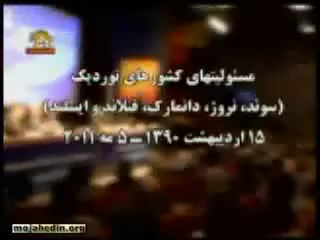 مسئولیتهای کشورهای نوردیک
(سوئد، نروژ، دانمارک، فنلاند و ایسلند)
۱۵ اردیبهشت ۱۳۹۰ ـ ۵ مه ۲۰۱۱
mojahedin.org